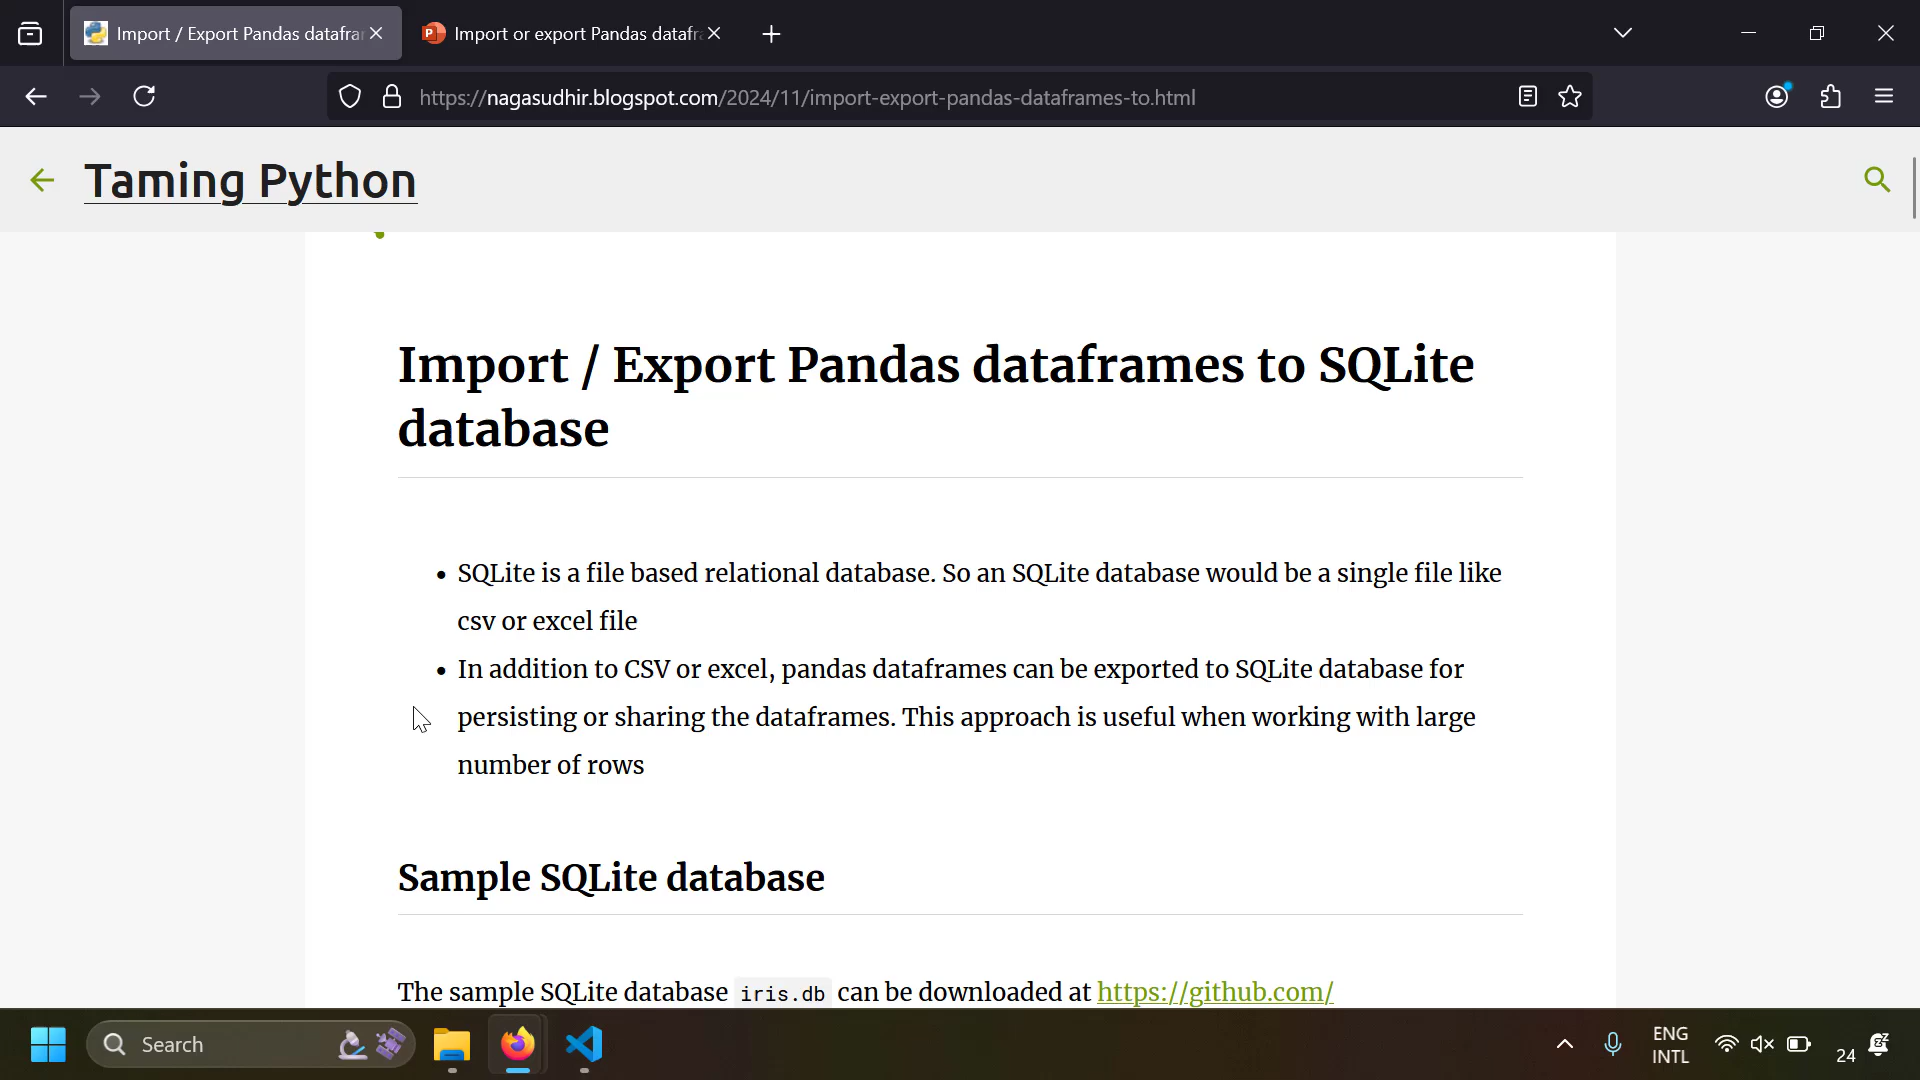 Import / Export Pandas datafra
Import or export Pandas dataf
https://nagasudhir.blogspot.com/2024/11/import-export-pandas-dataframes-to.html
Taming Python
Import / Export Pandas dataframes to SQLite
database
• SQLite is a file based relational database. So an SQLite database would be a single file like
csv or excel file
• In addition to CSV or excel, pandas dataframes can be exported to SQLite database for
persisting or sharing the dataframes. This approach is useful when working with large
number of rows
Sample SQLite database
The sample SQLite database iris.db can be downloaded at https://github.com/
Search
ENG
INTL
24